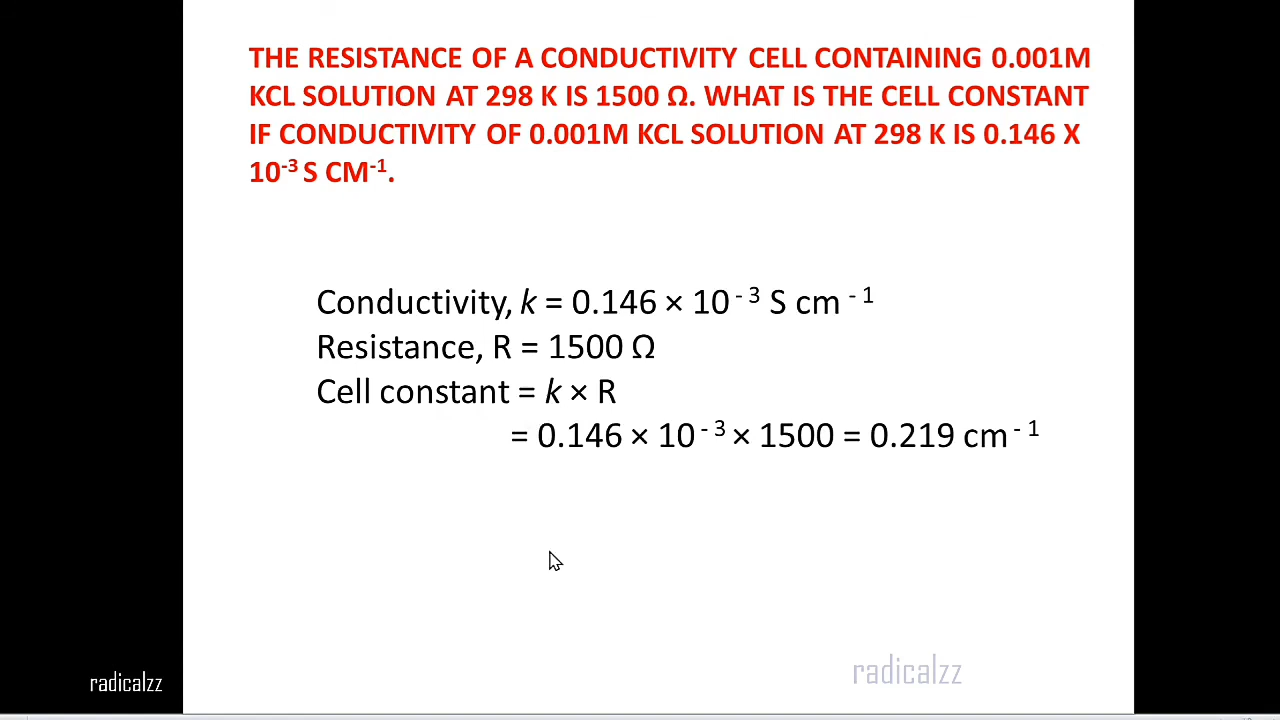 THE RESISTANCE OF A CONDUCTIVITY CELL CONTAINING 0.001M
KCL SOLUTION AT 298 K IS 1500 Ω. WHAT IS THE CELL CONSTANT
IF CONDUCTIVITY OF 0.001M KCL SOLUTION AT 298 K IS 0.146 X
10⁻³ S CM⁻¹.
Conductivity, k = 0.146 × 10 ⁻ ³ S cm ⁻ ¹
Resistance, R = 1500 Ω
Cell constant = k × R
= 0.146 × 10 ⁻ ³ × 1500 = 0.219 cm ⁻ ¹
radicalzz
radicalzz